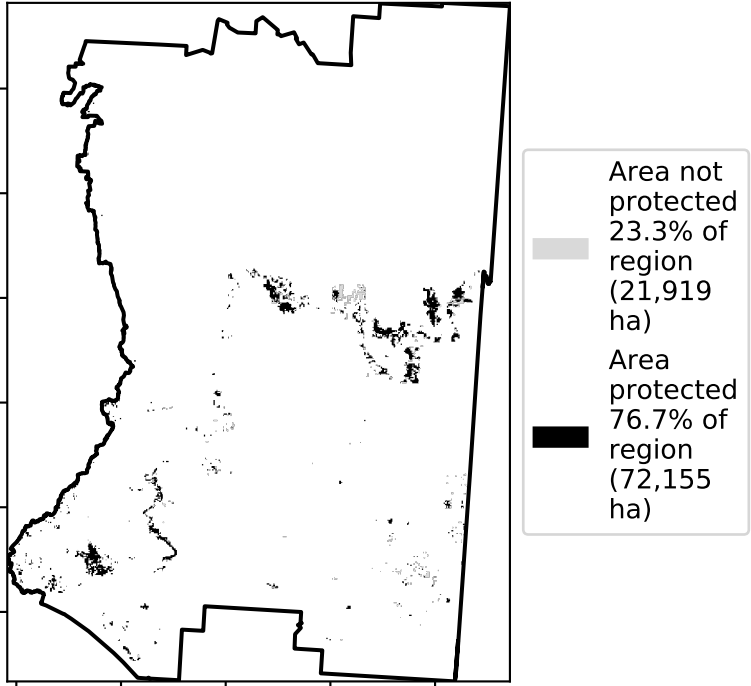 Area not
protected
23.3% of
region
(21,919
ha)
Area
protected
76.7% of
region
(72,155
ha)